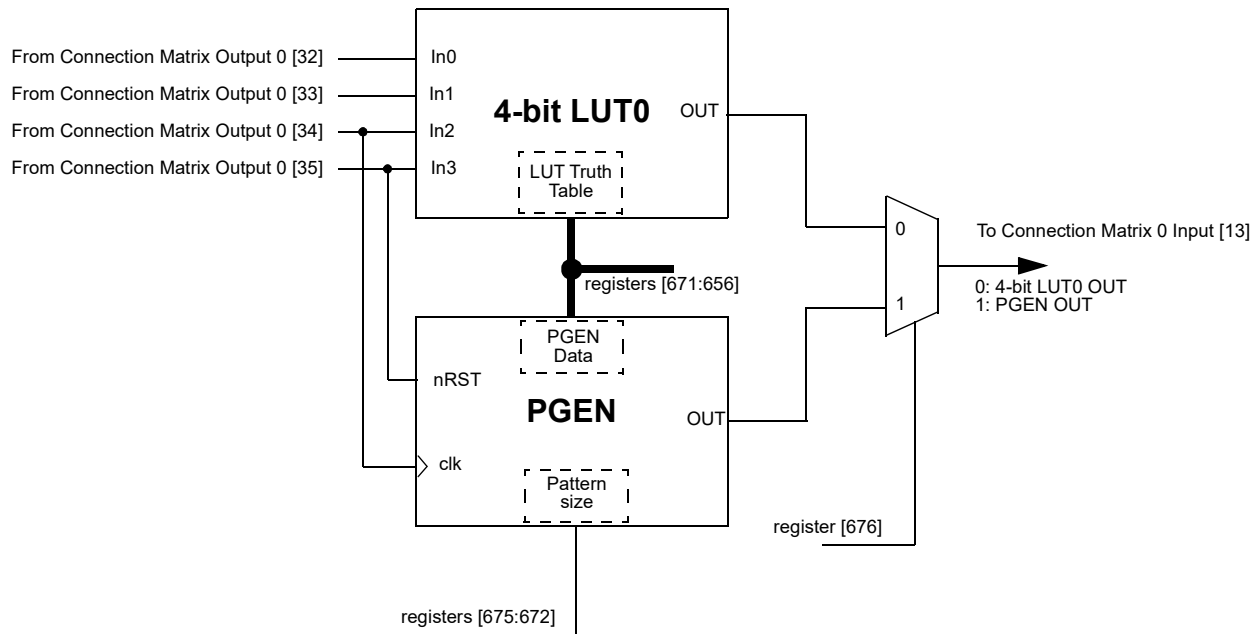 From Connection Matrix Output 0 [32]
From Connection Matrix Output 0 [33]
From Connection Matrix Output 0 [34]
From Connection Matrix Output 0 [35]
In0
In1
In2
In3
4-bit LUT0
OUT
LUT Truth
Table
registers [671:656]
PGEN
Data
nRST
PGEN
OUT
clk
Pattern
size
registers [675:672]
0
1
register [676]
To Connection Matrix 0 Input [13]
0: 4-bit LUT0 OUT
1: PGEN OUT